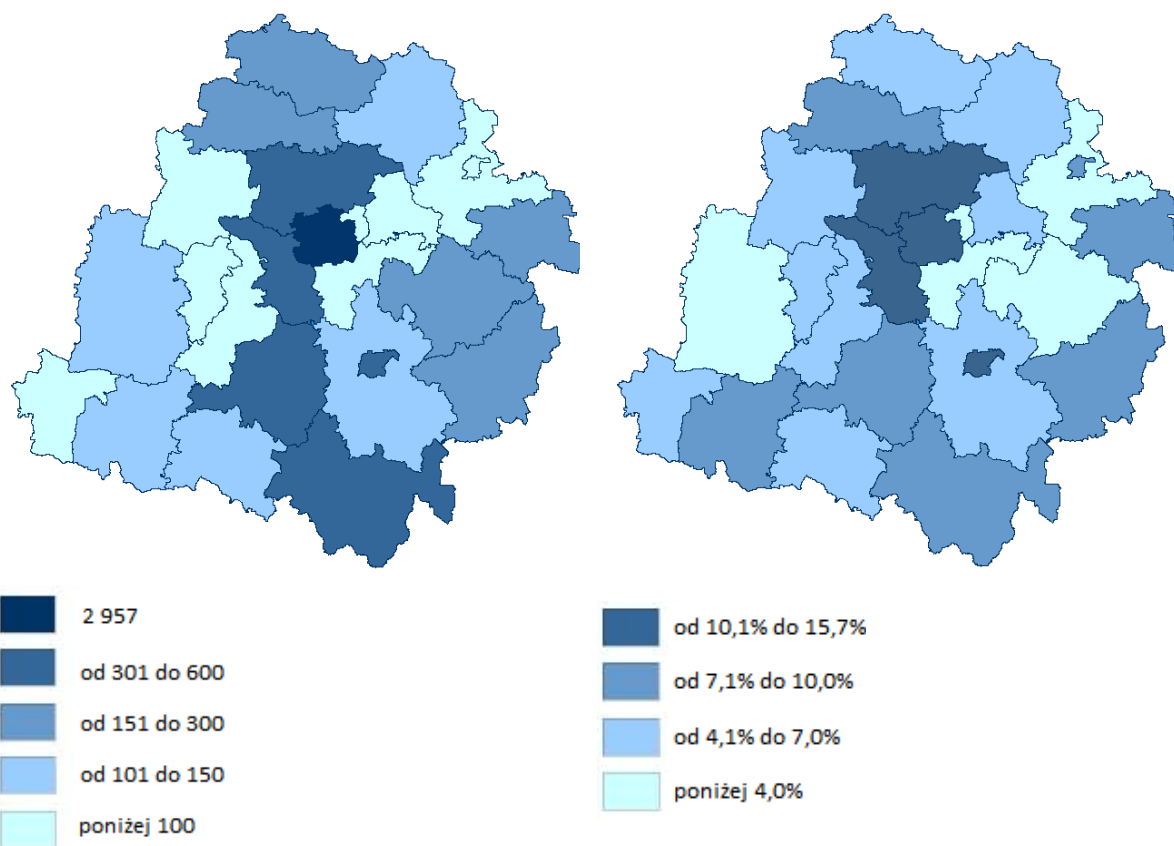 2 957
od 301 do 600
od 151 do 300
od 101 do 150
poniżej 100
od 10,1% do 15,7%
od 7,1% do 10,0%
od 4,1% do 7,0%
poniżej 4,0%